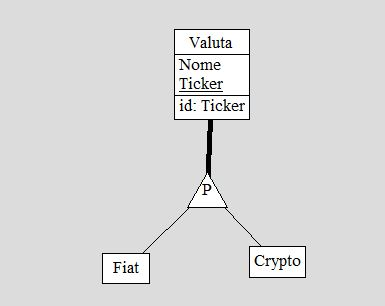 Valuta
Nome
Ticker
id: Ticker
P
Fiat
Crypto